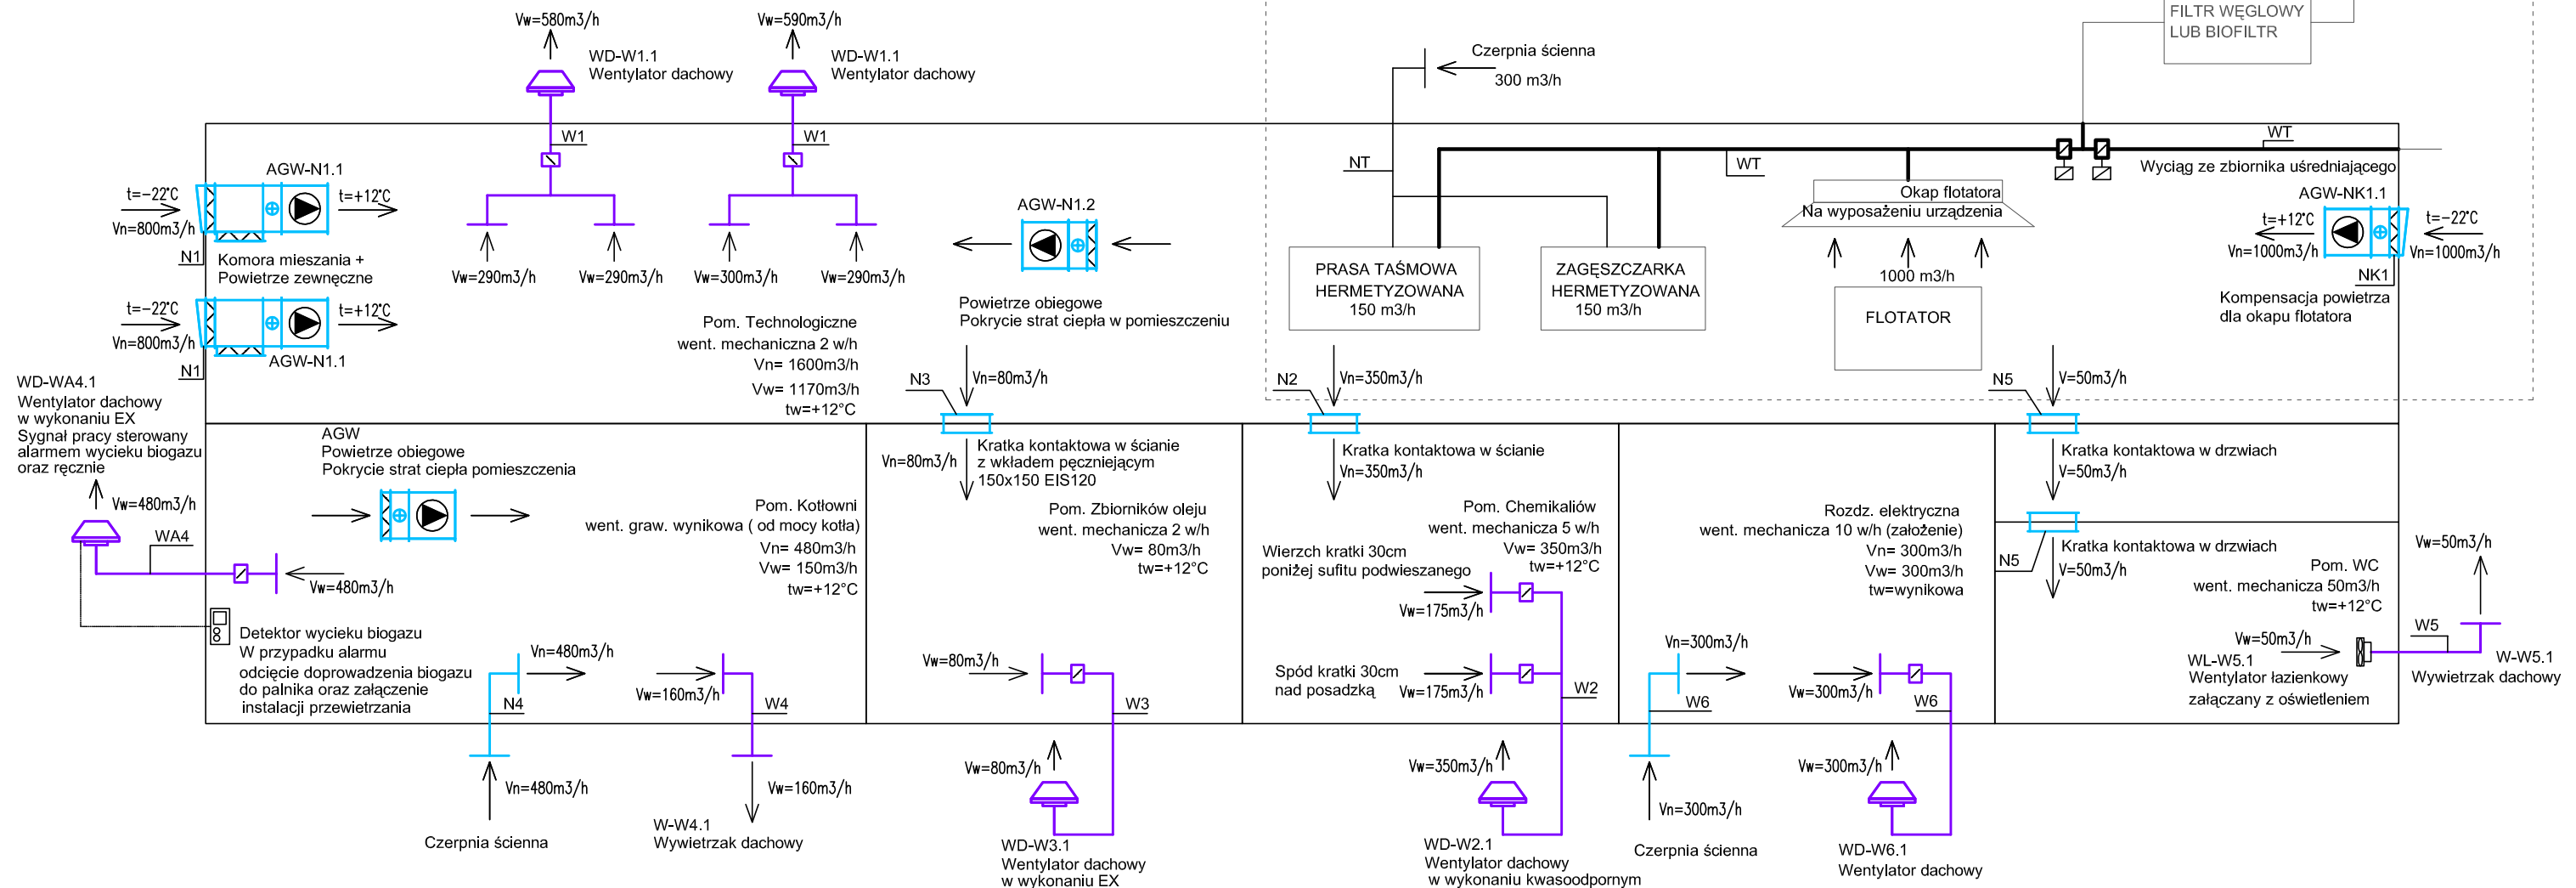 Vw=580m3/h
WD-W1.1
Wentylator dachowy
Vw=590m3/h
WD-W1.1
Wentylator dachowy
Czerpnia ścienna
300 m3/h
FILTR WĘGLOWY
LUB BIOFILTR
W1
W1
NT
WT
WT
Wyciąg ze zbiornika uśredniającego
AGW-N1.1
t=-22°C
Vn=800m3/h
t=+12°C
N1
Komora mieszania +
Powietrze zewnęczne
t=-22°C
Vn=800m3/h
t=+12°C
AGW-N1.1
N1
Vw=290m3/h
Vw=290m3/h
Vw=300m3/h
Vw=290m3/h
Pom. Technologiczne
went. mechaniczna 2 w/h
Vn= 1600m3/h
Vw= 1170m3/h
tw=+12°C
AGW-N1.2
Powietrze obiegowe
Pokrycie strat ciepła w pomieszczeniu
PRASA TAŚMOWA
HERMETYZOWANA
150 m3/h
ZAGĘSZCZARKA
HERMETYZOWANA
150 m3/h
Okap flotatora
Na wyposażeniu urządzenia
1000 m3/h
FLOTATOR
AGW-NK1.1
t=+12°C
Vn=1000m3/h
t=-22°C
Vn=1000m3/h
NK1
Kompensacja powietrza
dla okapu flotatora
N3
Vn=80m3/h
N2
Vn=350m3/h
N5
V=50m3/h
WD-WA4.1
Wentylator dachowy
w wykonaniu EX
Sygnał pracy sterowany
alarmem wycieku biogazu
oraz ręcznie
Vw=480m3/h
WA4
Vw=480m3/h
AGW
Powietrze obiegowe
Pokrycie strat ciepła pomieszczenia
Pom. Kotłowni
went. graw. wynikowa ( od mocy kotła)
Vn= 480m3/h
Vw= 150m3/h
tw=+12°C
Detektor wycieku biogazu
W przypadku alarmu
odcięcie doprowadzenia biogazu
do palnika oraz załączenie
instalacji przewietrzania
Vn=480m3/h
N4
Vn=480m3/h
Czerpnia ścienna
Vw=160m3/h
W4
Vw=160m3/h
W-W4.1
Wywietrzak dachowy
Vn=80m3/h
Kratka kontaktowa w ścianie
z wkładem pęczniejącym
150x150 EIS120
Pom. Zbiorników oleju
went. mechanicza 2 w/h
Vw= 80m3/h
tw=+12°C
Vw=80m3/h
W3
Vw=80m3/h
WD-W3.1
Wentylator dachowy
w wykonaniu EX
Kratka kontaktowa w ścianie
Vn=350m3/h
Pom. Chemikaliów
went. mechanicza 5 w/h
Vw= 350m3/h
tw=+12°C
Wierzch kratki 30cm
poniżej sufitu podwieszanego
Vw=175m3/h
Spód kratki 30cm
nad posadzką
Vw=175m3/h
W2
Vw=350m3/h
WD-W2.1
Wentylator dachowy
w wykonaniu kwasoodpornym
Rozdz. elektryczna
went. mechanicza 10 w/h (założenie)
Vn= 300m3/h
Vw= 300m3/h
tw=wynikowa
Vn=300m3/h
W6
Vn=300m3/h
Czerpnia ścienna
Vw=300m3/h
W6
Vw=300m3/h
WD-W6.1
Wentylator dachowy
Kratka kontaktowa w drzwiach
V=50m3/h
Kratka kontaktowa w drzwiach
N5
V=50m3/h
Pom. WC
went. mechanicza 50m3/h
tw=+12°C
Vw=50m3/h
Vw=50m3/h
W5
WL-W5.1
Wentylator łazienkowy
załączany z oświetleniem
W-W5.1
Wywietrzak dachowy